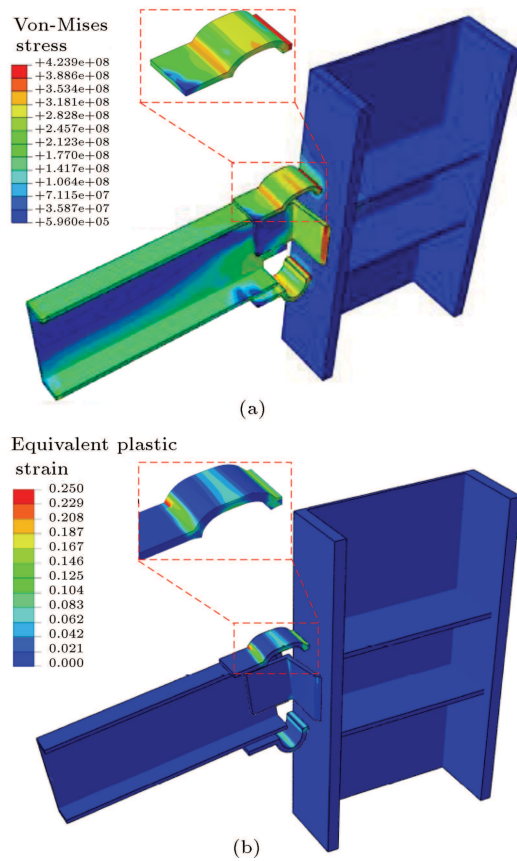 Von-Mises
stress
+4.239e+08
+3.886e+08
+3.534e+08
+3.181e+08
+2.828e+08
+2.457e+08
+2.123e+08
+1.770e+08
+1.417e+08
+1.064e+08
+7.115e+07
+3.587e+07
+5.960e+05
(a)
Equivalent plastic
strain
0.250
0.229
0.208
0.187
0.167
0.146
0.125
0.104
0.083
0.062
0.042
0.021
0.000
(b)